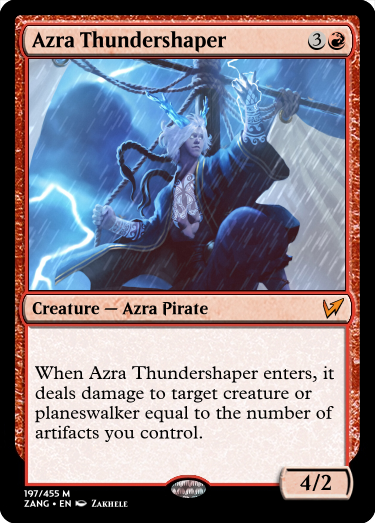 Azra Thundershaper 3
Creature — Azra Pirate
When Azra Thundershaper enters, it
deals damage to target creature or
planeswalker equal to the number of
artifacts you control.
4/2
197/455 M
ZANG • EN Zakhele